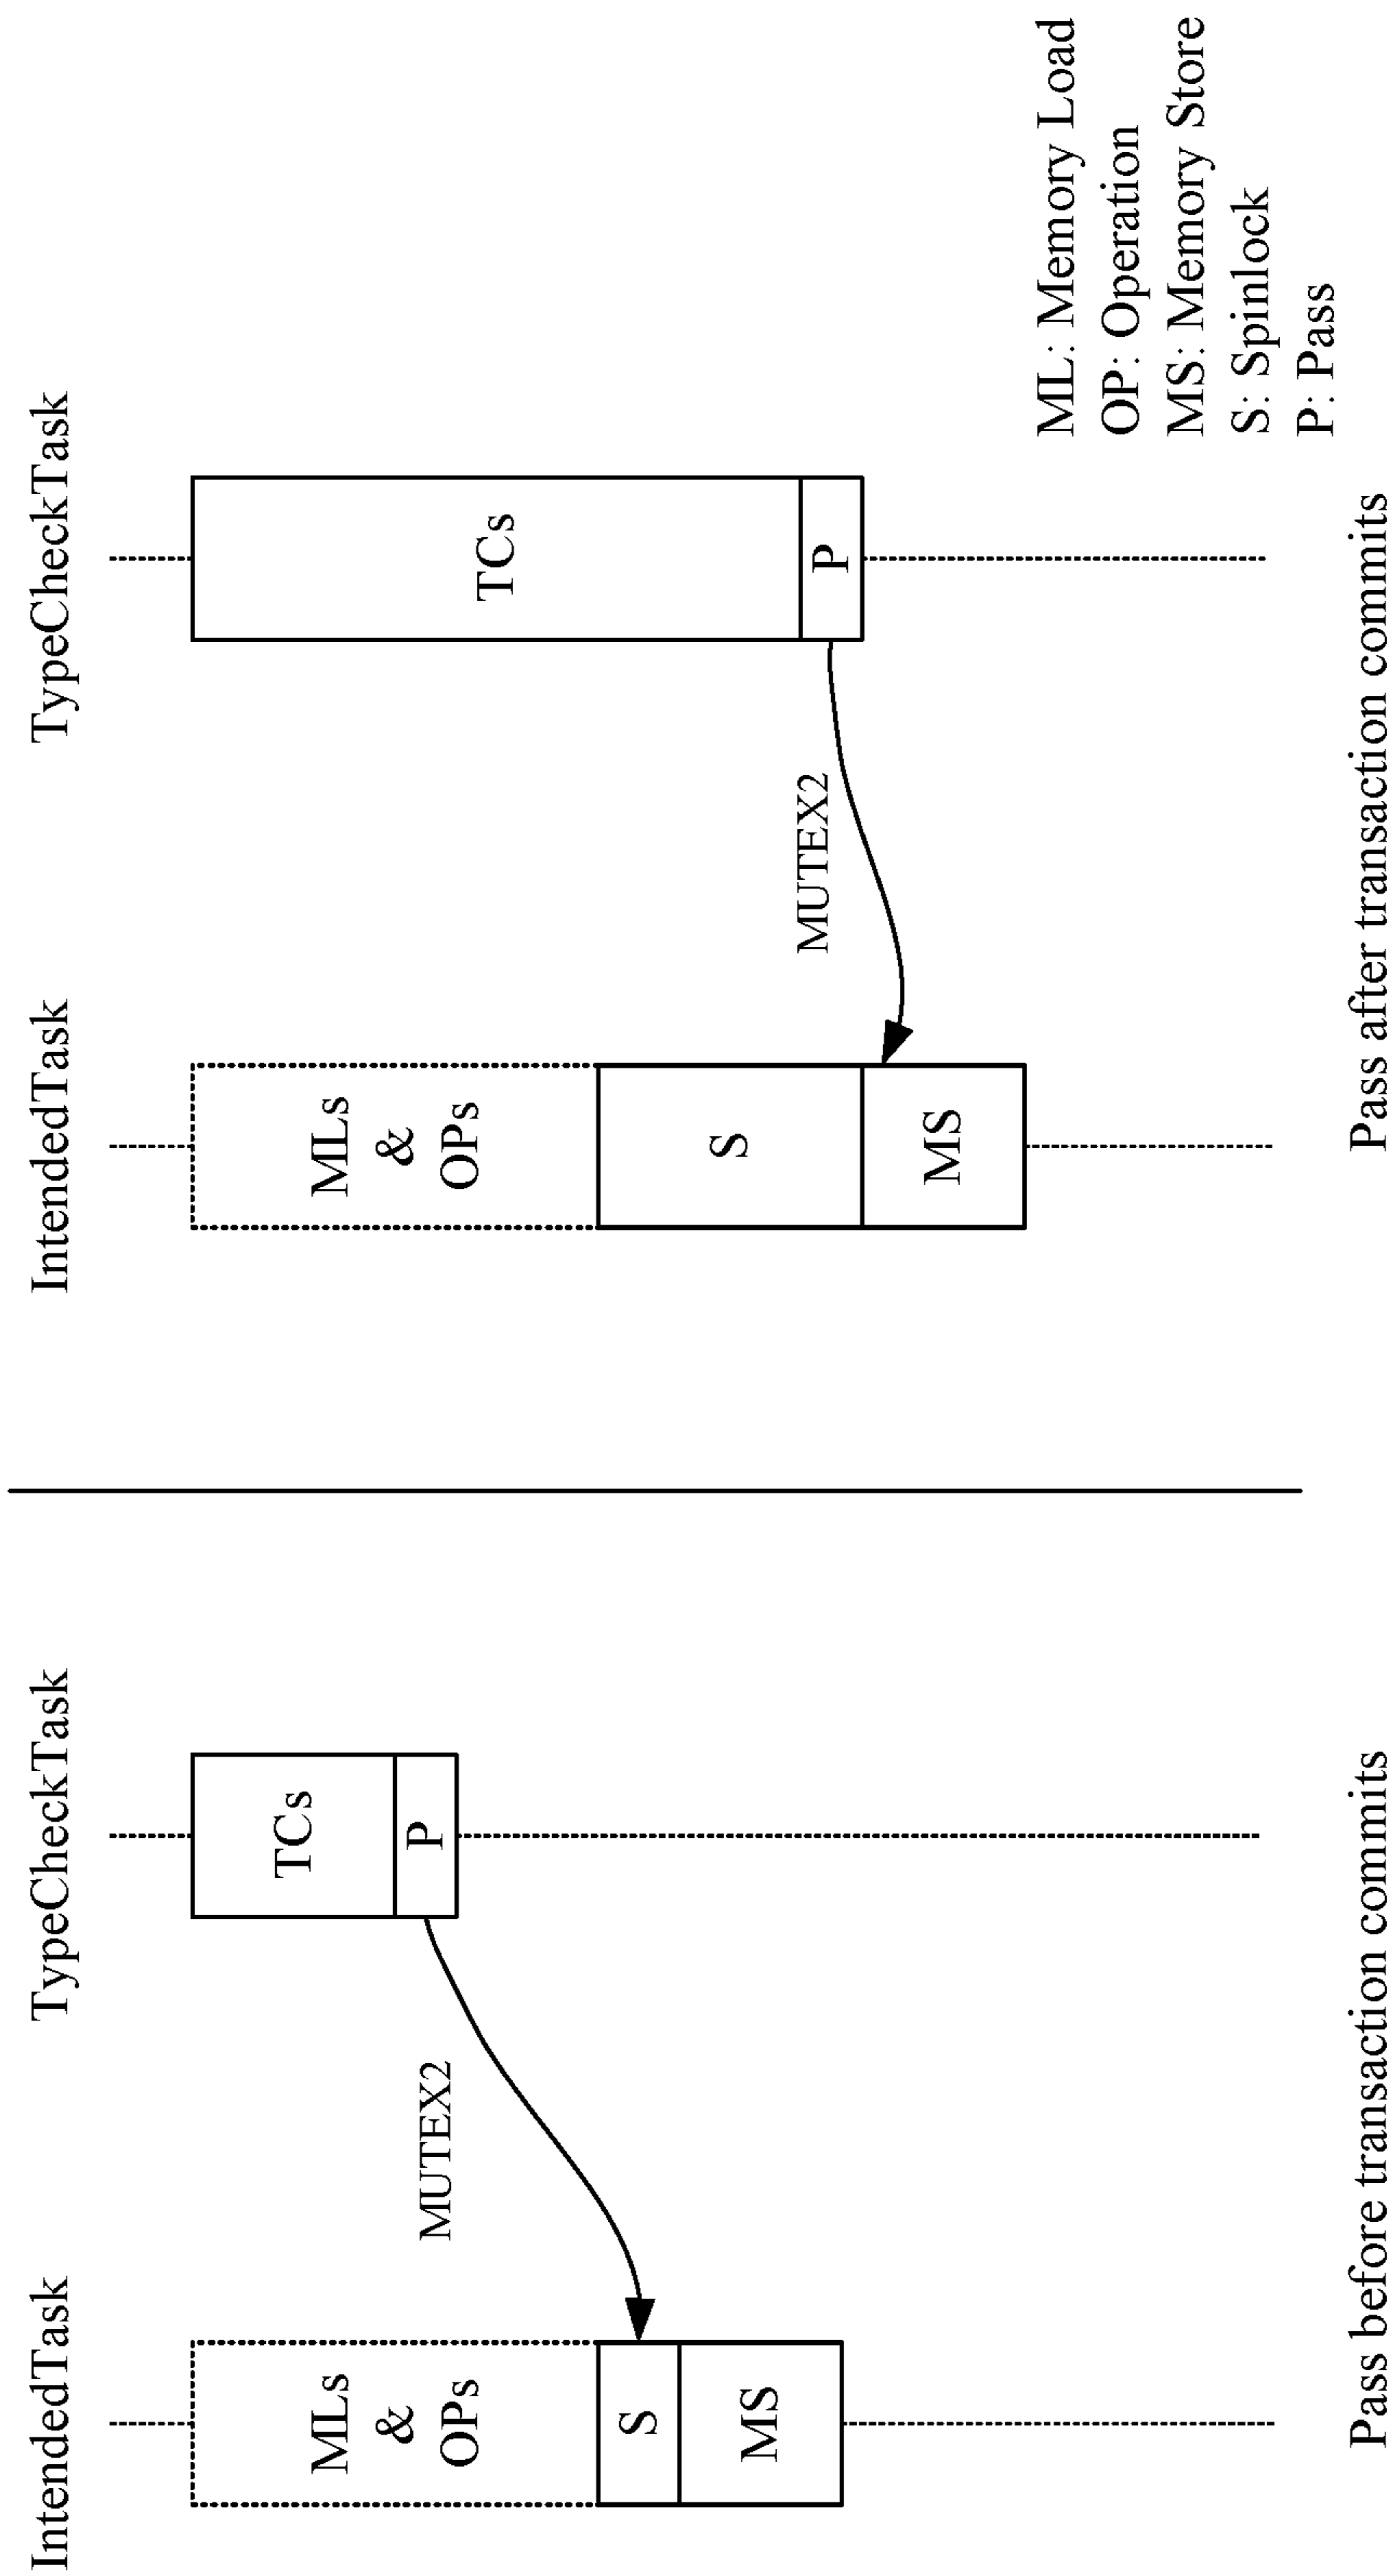 IntendedTask
TypeCheckTask
MLs
&
OPs
S
MS
TCs
P
MUTEX2
Pass before transaction commits
IntendedTask
TypeCheckTask
MLs
&
OPs
S
MS
TCs
P
MUTEX2
ML: Memory Load
OP: Operation
MS: Memory Store
S: Spinlock
P: Pass
Pass after transaction commits